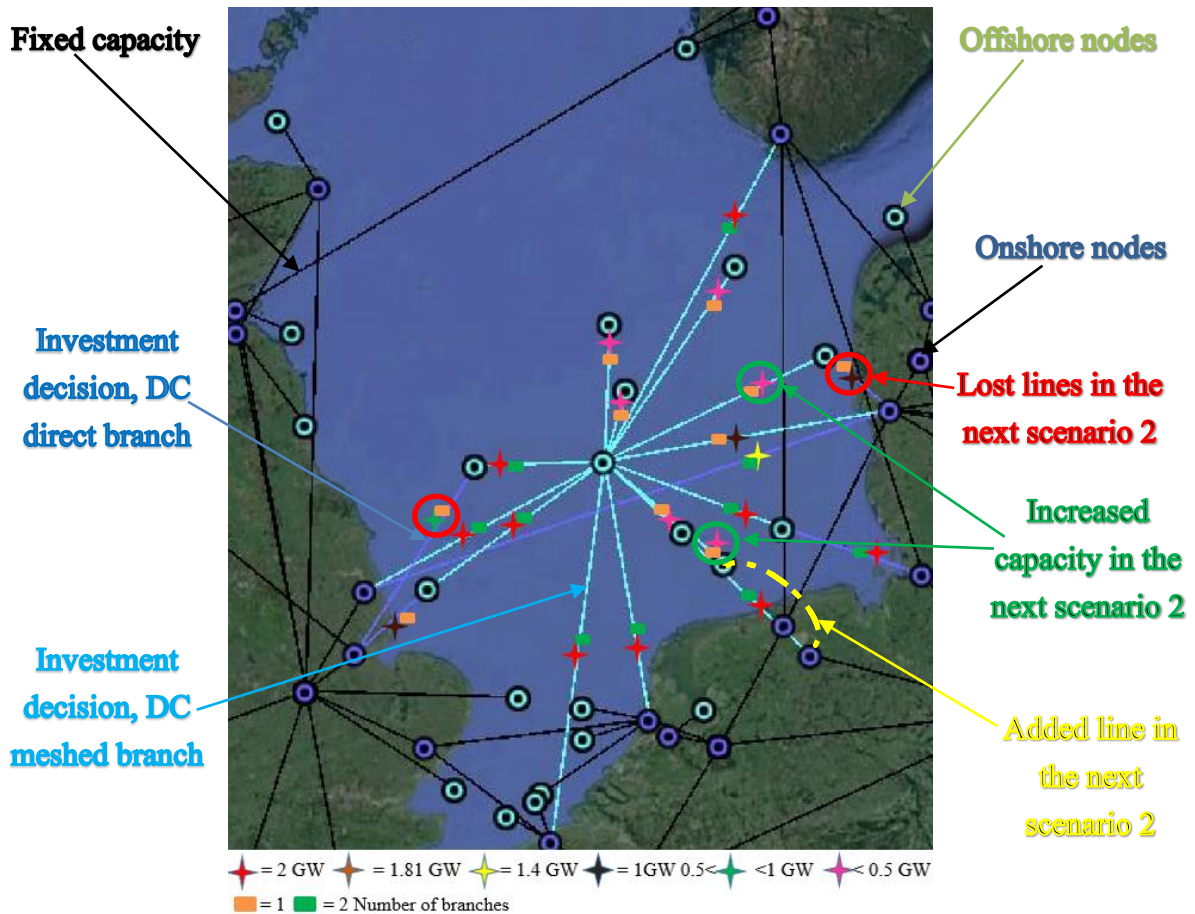 Fixed capacity
Offshore nodes
Onshore nodes
Investment
decision, DC
direct branch
Lost lines in the
next scenario 2
Increased
capacity in the
next scenario 2
Investment
decision, DC
meshed branch
Added line in
the next
scenario 2
= 2 GW = 1.81 GW = 1.4 GW = 1GW 0.5< <1 GW < 0.5 GW
= 1 = 2 Number of branches